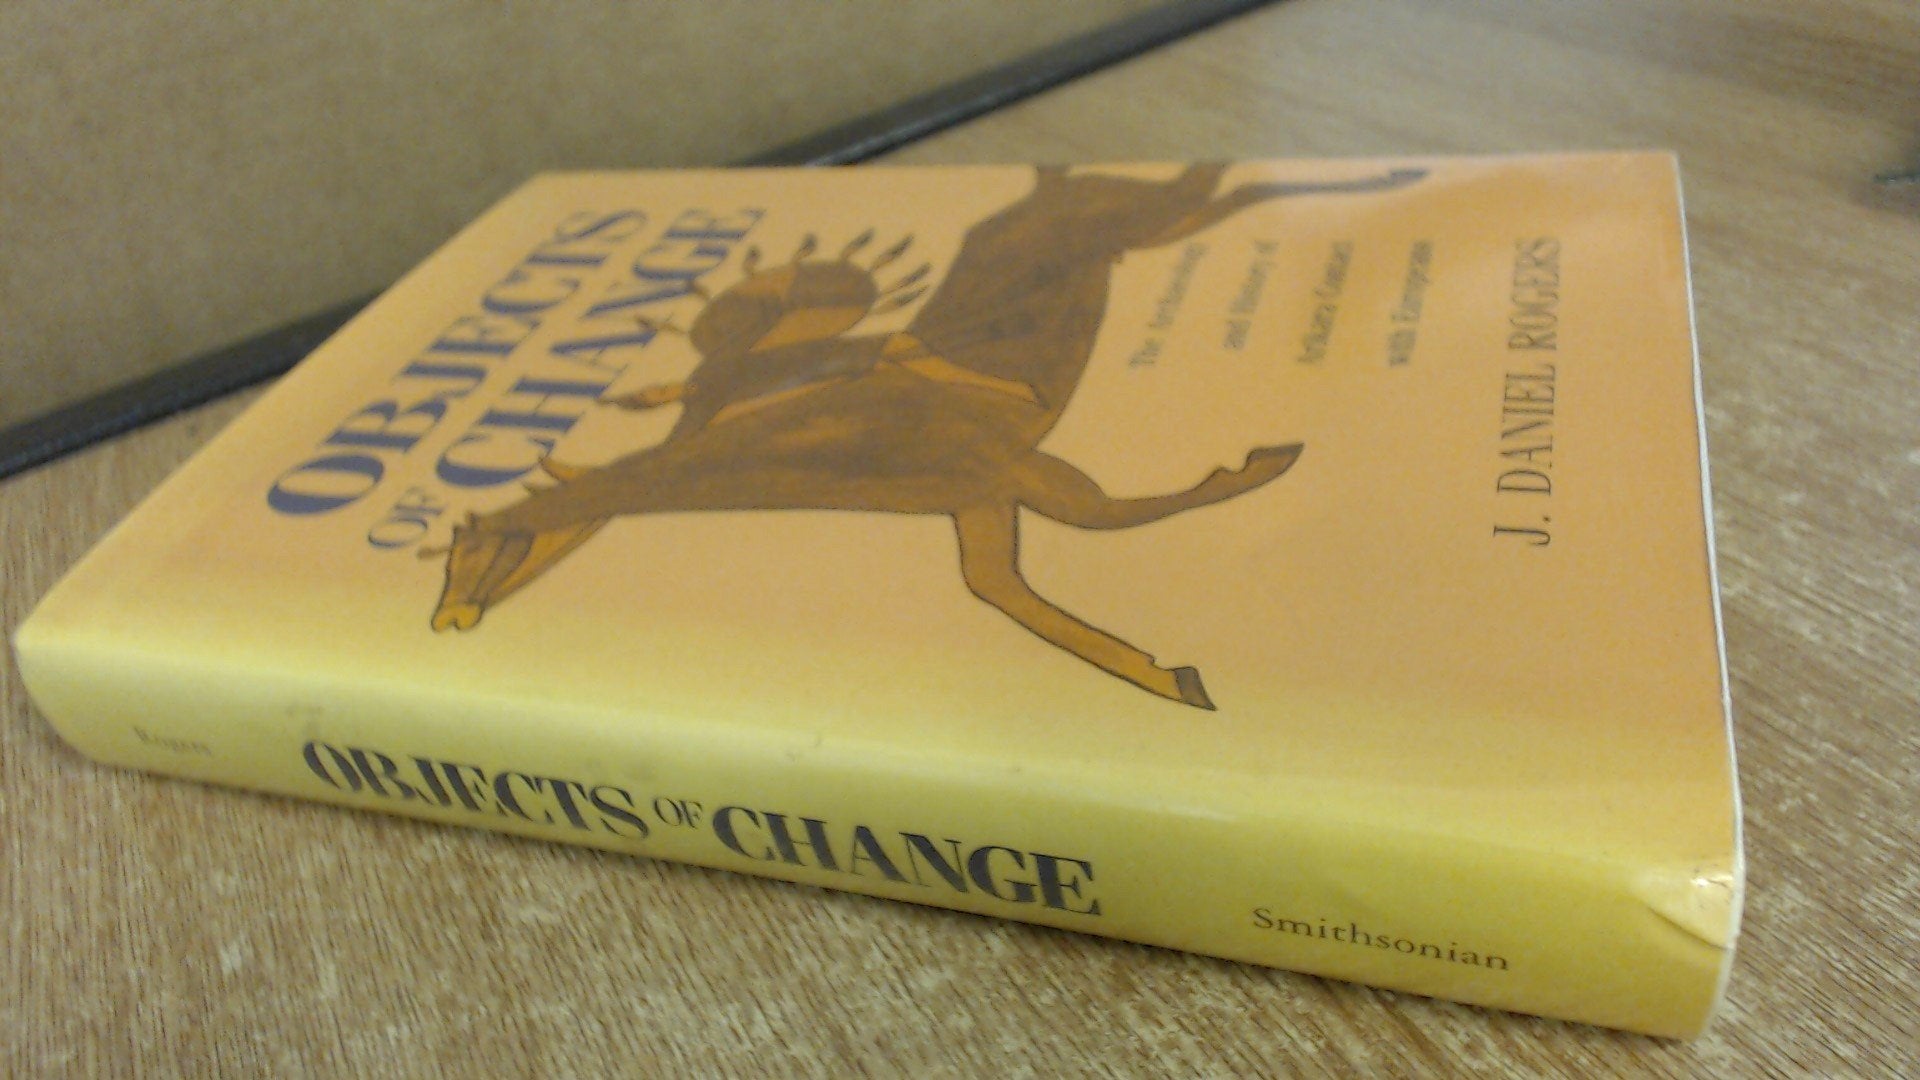 OBJECTS
OF CHANGE
The Archaeology
and History of
Arikara Contact
with Europeans
J. DANIEL ROGERS
Rogers
OBJECTS OF CHANGE
Smithsonian